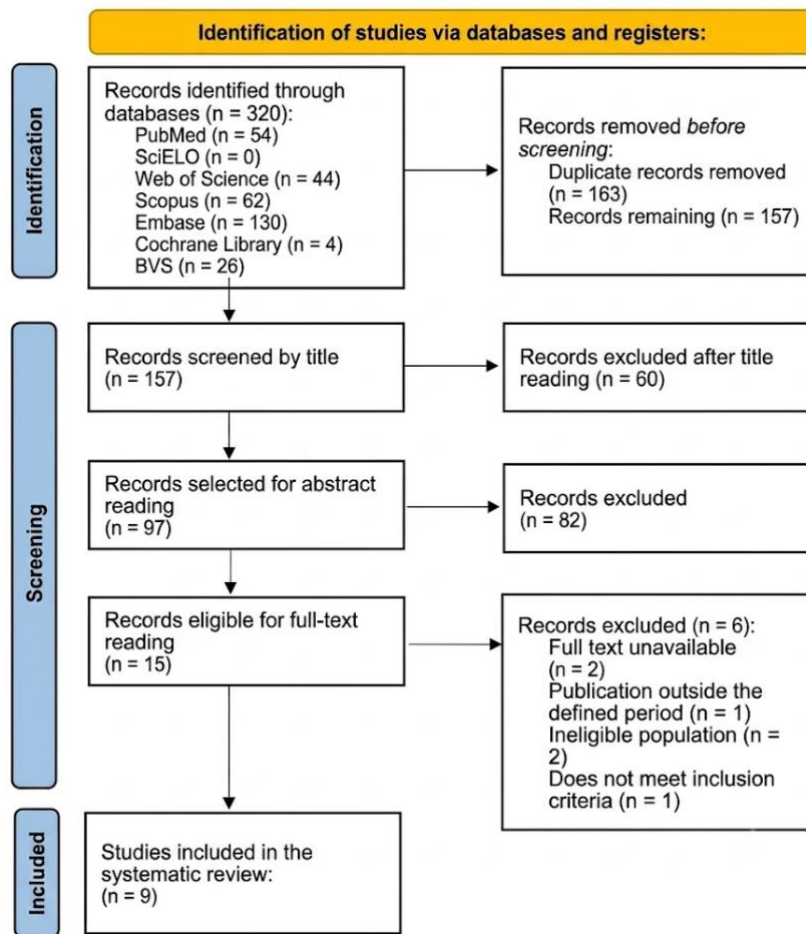 Identification of studies via databases and registers:
Identification
Records identified through
databases (n = 320):
PubMed (n = 54)
SciELO (n = 0)
Web of Science (n = 44)
Scopus (n = 62)
Embase (n = 130)
Cochrane Library (n = 4)
BVS (n = 26)
Records removed before
screening:
Duplicate records removed
(n = 163)
Records remaining (n = 157)
Screening
Records screened by title
(n = 157)
Records excluded after title
reading (n = 60)
Records selected for abstract
reading
(n = 97)
Records excluded
(n = 82)
Records eligible for full-text
reading
(n = 15)
Records excluded (n = 6):
Full text unavailable
(n = 2)
Publication outside the
defined period (n = 1)
Ineligible population (n =
2)
Does not meet inclusion
criteria (n = 1)
Included
Studies included in the
systematic review:
(n = 9)